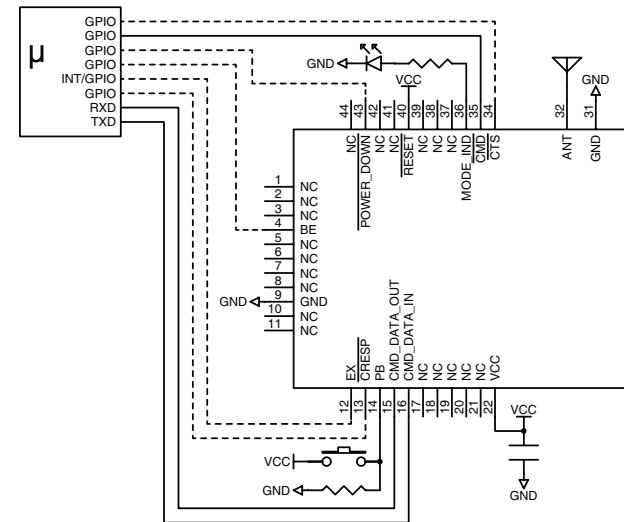 μ
GPIO
GPIO
GPIO
GPIO
INT/GPIO
GPIO
RXD
TXD
GND
VCC
GND
44
43
42
41
40
39
38
37
36
35
34
32
31
NC
POWER_DOWN
NC
NC
RESET
NC
NC
NC
MODE_IND
CMD
CTS
ANT
GND
1 NC
2 NC
3 NC
4 BE
5 NC
6 NC
7 NC
8 NC
GND 9 GND
10 NC
11 NC
EX
CRESP
PB
CMD_DATA_OUT
CMD_DATA_IN
NC
NC
NC
NC
NC
VCC
12
13
14
15
16
17
18
19
20
21
22
VCC
VCC
GND
GND